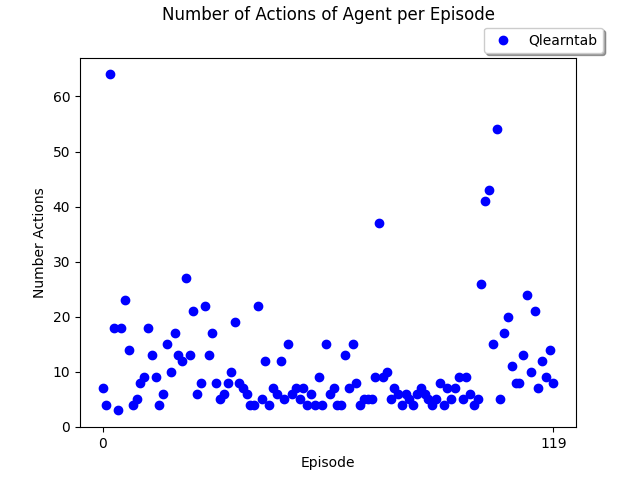 Number of Actions of Agent per Episode
Qlearntab
60
50
40
30
20
10
0
Number Actions
0
119
Episode